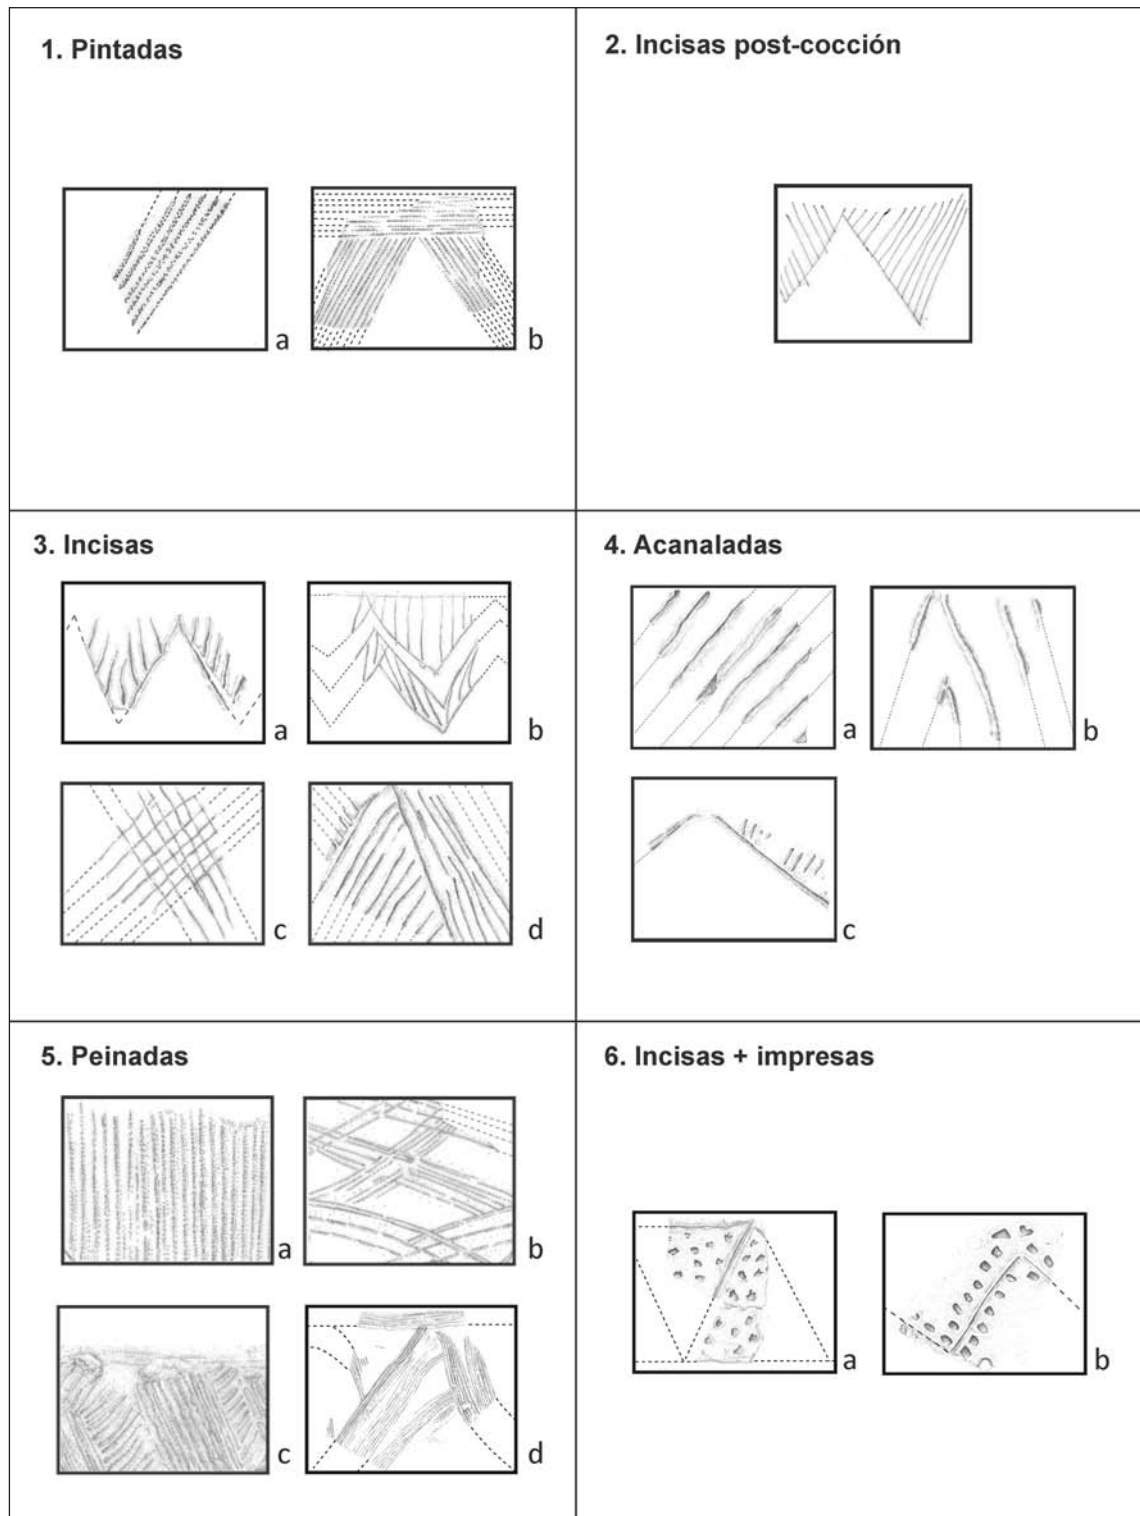 1. Pintadas
a
b
2. Incisas post-cocción
3. Incisas
a
b
c
d
4. Acanaladas
a
b
c
5. Peinadas
a
b
c
d
6. Incisas + impresas
a
b